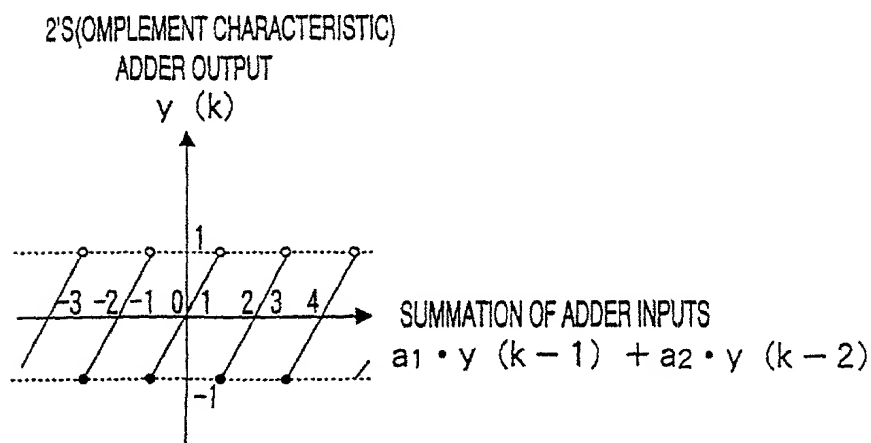 2'S(OMPLEMENT CHARACTERISTIC)
ADDER OUTPUT
y (k)
1
-3 -2 -1 0 1 2 3 4
SUMMATION OF ADDER INPUTS
a1・y (k-1) +a2・y (k-2)
-1